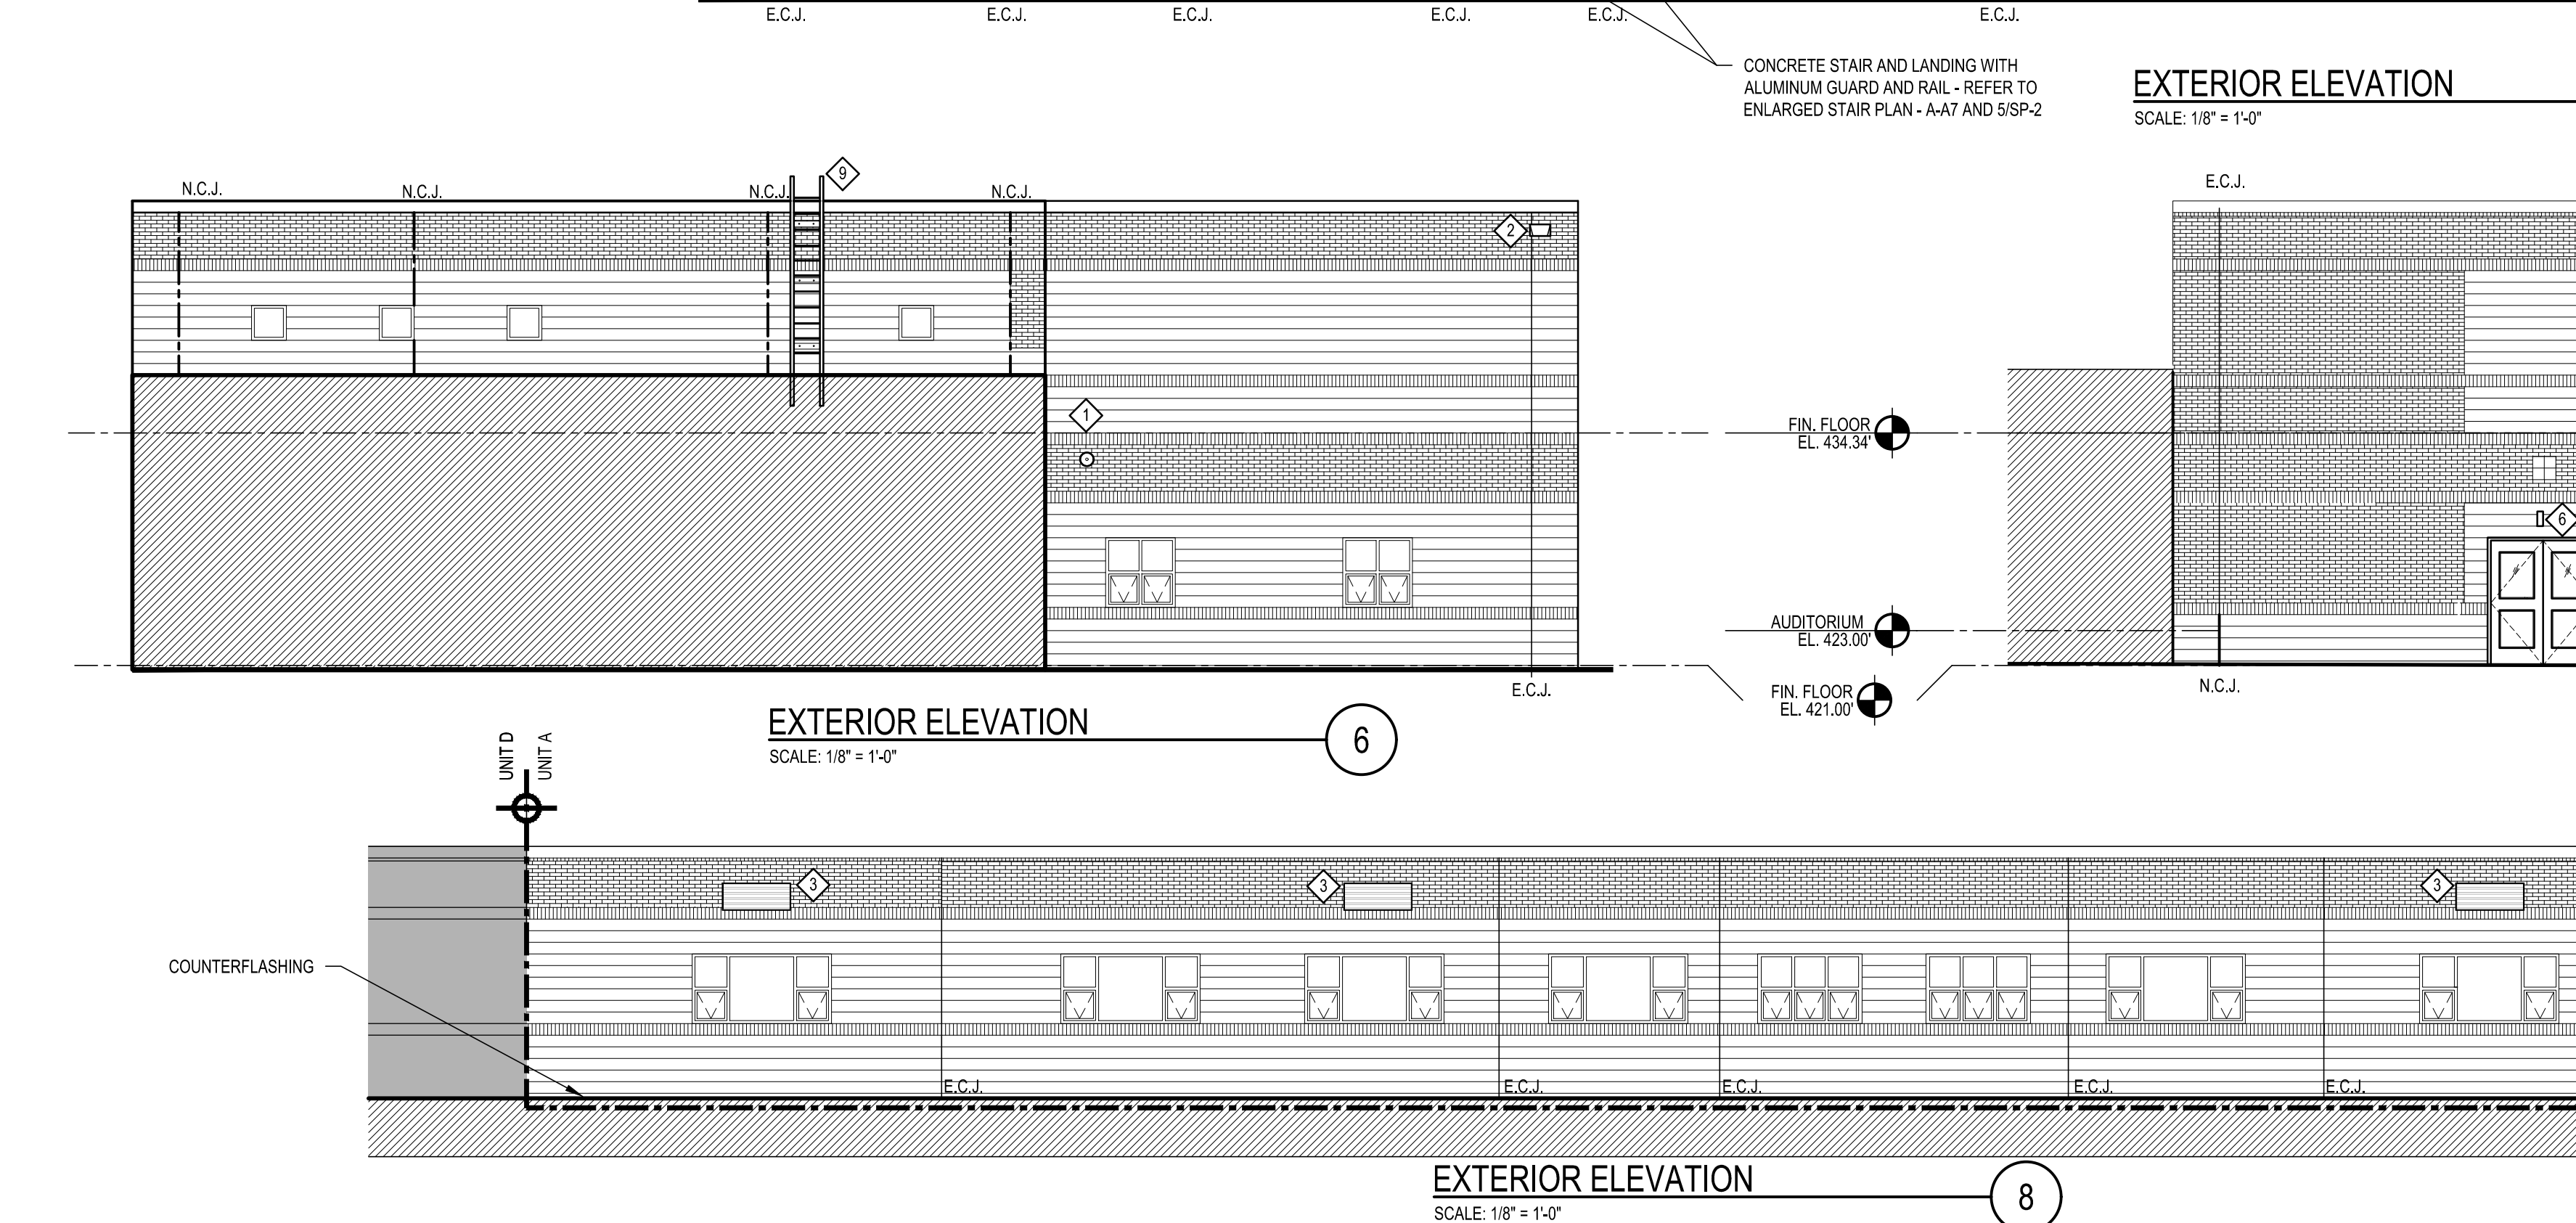 E.C.J. E.C.J. E.C.J. E.C.J. E.C.J. E.C.J.
CONCRETE STAIR AND LANDING WITH
ALUMINUM GUARD AND RAIL - REFER TO
ENLARGED STAIR PLAN - A-A7 AND 5/SP-2
EXTERIOR ELEVATION
SCALE: 1/8" = 1'-0"
N.C.J. N.C.J. N.C.J. N.C.J.
9
2
1
E.C.J.
E.C.J.
FIN. FLOOR
EL. 434.34'
AUDITORIUM
EL. 423.00'
FIN. FLOOR
EL. 421.00'
6
N.C.J.
EXTERIOR ELEVATION
6
SCALE: 1/8" = 1'-0"
UNIT D
UNIT A
3
3
3
COUNTERFLASHING
E.C.J. E.C.J. E.C.J. E.C.J. E.C.J.
EXTERIOR ELEVATION
8
SCALE: 1/8" = 1'-0"